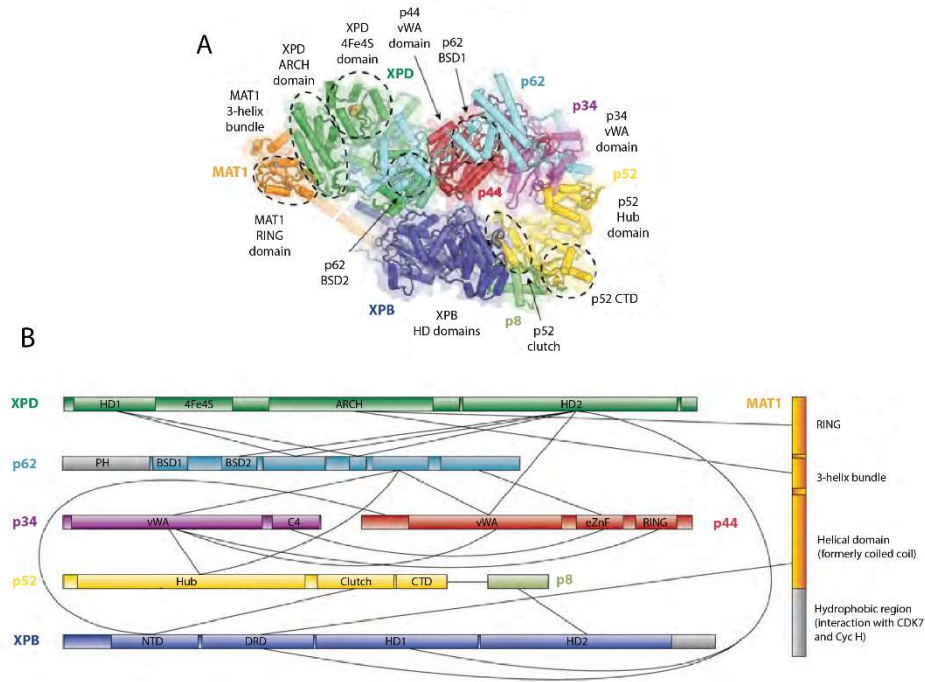 A
XPD
ARCH
domain
XPD
4Fe4S
domain
XPD
p44
vWA
domain
p62
BSD1
p62
p34
p34
vWA
domain
MAT1
3-helix
bundle
MAT1
MAT1
RING
domain
p62
BSD2
p44
p52
p52
Hub
domain
p52 CTD
XPB
XPB
HD domains
p8
p52
clutch
B
XPD
HD1
4Fe4S
ARCH
HD2
MAT1
RING
3-helix bundle
Helical domain
(formerly coiled coil)
Hydrophobic region
(interaction with CDK7
and Cyc H)
p62
PH
BSD1
BSD2
p34
vWA
C4
vWA
eZnF
RING
p44
p52
Hub
Clutch
CTD
p8
XPB
NTD
DRD
HD1
HD2